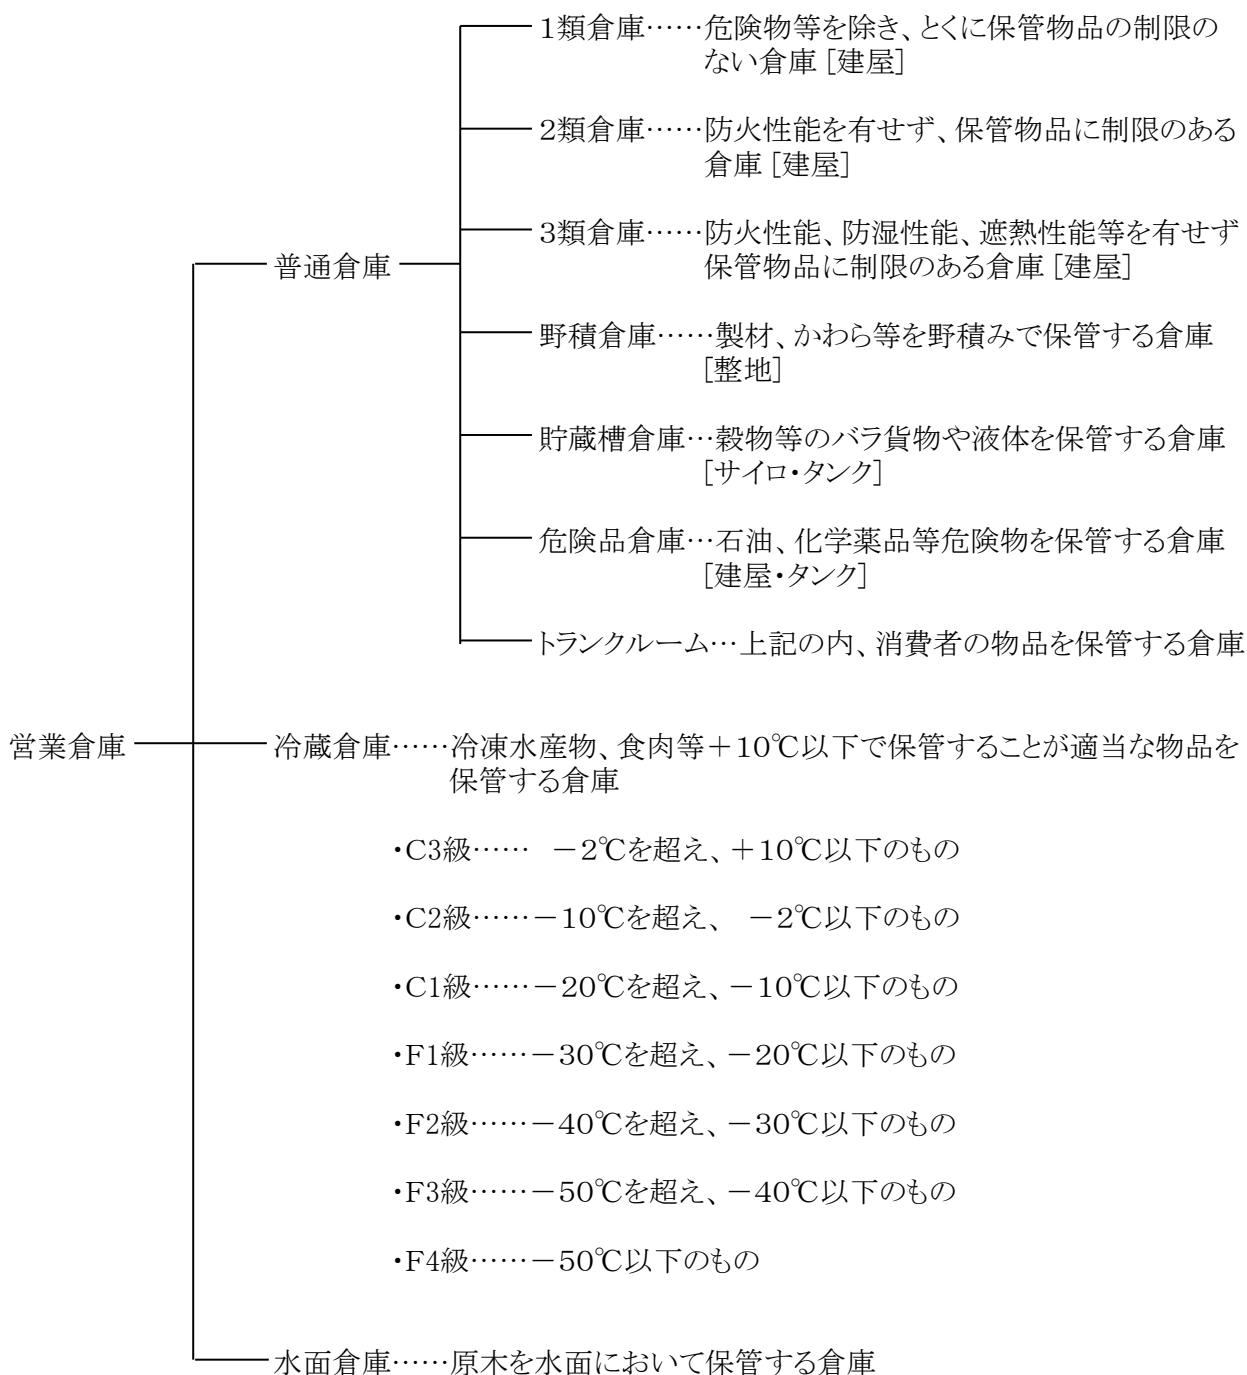 1類倉庫……危険物等を除き、とくに保管物品の制限の
ない倉庫［建屋］
2類倉庫……防火性能を有せず、保管物品に制限のある
倉庫［建屋］
3類倉庫……防火性能、防湿性能、遮熱性能等を有せず
普通倉庫
保管物品に制限のある倉庫［建屋］
野積倉庫……製材、かわら等を野積みで保管する倉庫
［整地］
貯蔵槽倉庫…穀物等のバラ貨物や液体を保管する倉庫
［サイロ・タンク］
危険品倉庫…石油、化学薬品等危険物を保管する倉庫
［建屋・タンク］
トランクルーム…上記の内、消費者の物品を保管する倉庫
営業倉庫
冷蔵倉庫……冷凍水産物、食肉等＋10℃以下で保管することが適当な物品を
保管する倉庫
・C3級…… －2℃を超え、＋10℃以下のもの
・C2級……－10℃を超え、 －2℃以下のもの
・C1級……－20℃を超え、－10℃以下のもの
・F1級……－30℃を超え、－20℃以下のもの
・F2級……－40℃を超え、－30℃以下のもの
・F3級……－50℃を超え、－40℃以下のもの
・F4級……－50℃以下のもの
水面倉庫……原木を水面において保管する倉庫